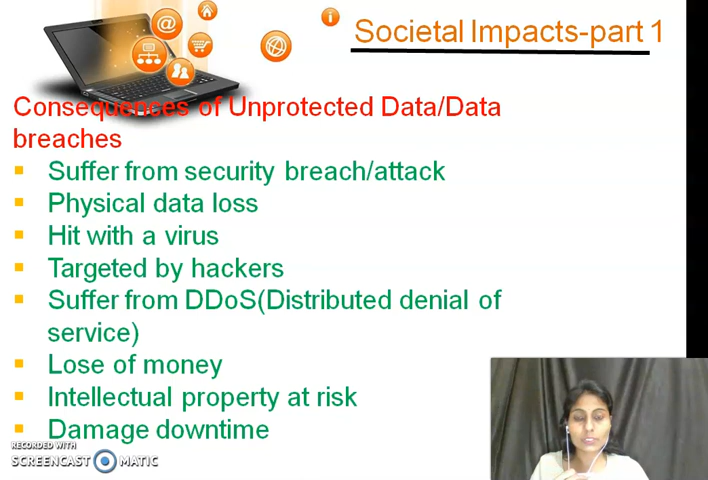 Societal Impacts-part 1
Consequences of Unprotected Data/Data
breaches
Suffer from security breach/attack
Physical data loss
Hit with a virus
Targeted by hackers
Suffer from DDoS(Distributed denial of
service)
Lose of money
Intellectual property at risk
Damage downtime
RECORDED WITH
SCREENCAST MATIC